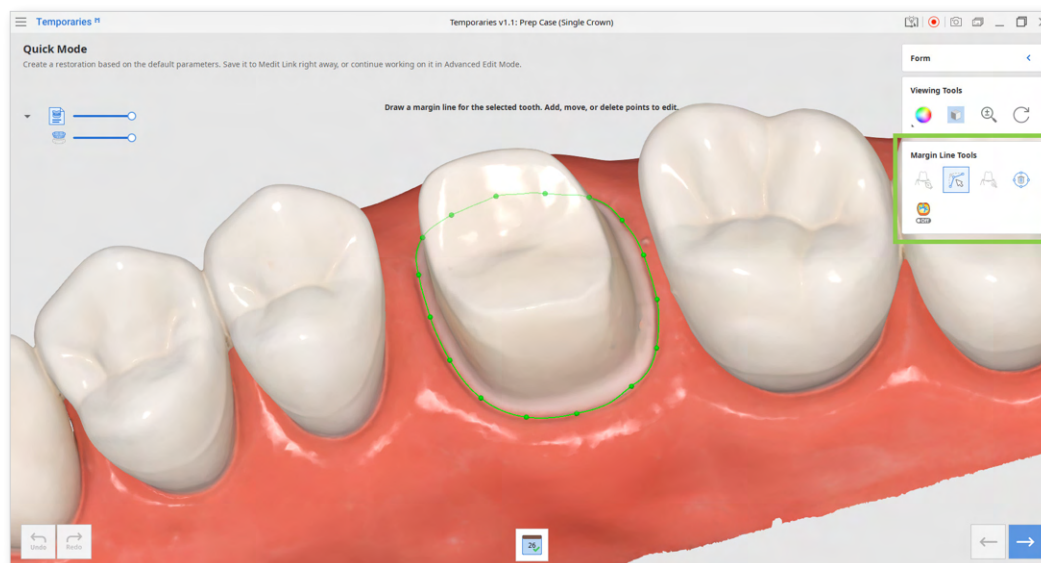 Temporaries
Temporaries v1.1: Prep Case (Single Crown)
Quick Mode
Create a restoration based on the default parameters. Save it to Medit Link right away, or continue working on it in Advanced Edit Mode.
Form
Viewing Tools
Draw a margin line for the selected tooth. Add, move, or delete points to edit.
Margin Line Tools
OFF
Undo
Redo
26